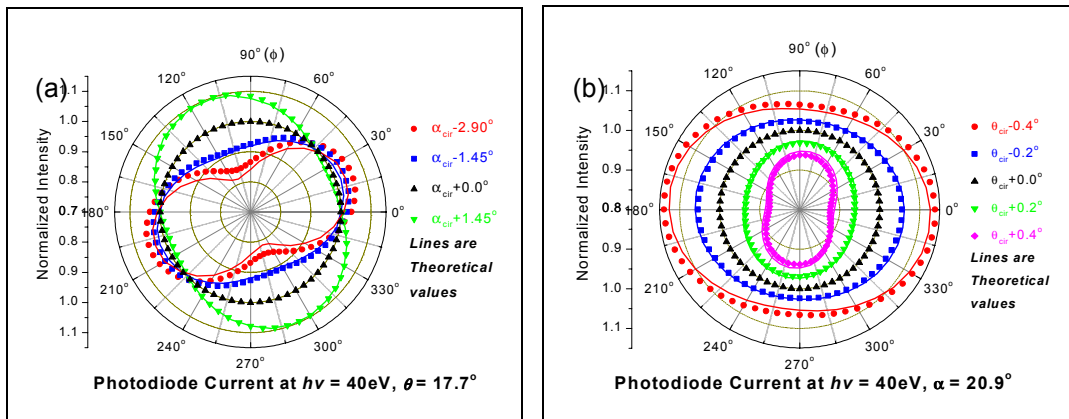 (a)
90° (ϕ)
120°
60°
150°
30°
180°
0°
210°
330°
240°
300°
270°
1.1
1.0
0.9
0.8
0.7
0.8
0.9
1.0
1.1
Normalized Intensity
α_cir-2.90°
α_cir-1.45°
α_cir+0.0°
α_cir+1.45°
Lines are
Theoretical
values
Photodiode Current at hν = 40eV, θ = 17.7°
(b)
90° (ϕ)
120°
60°
150°
30°
180°
0°
210°
330°
240°
300°
270°
1.1
1.0
0.9
0.8
0.9
1.0
1.1
Normalized Intensity
θ_cir-0.4°
θ_cir-0.2°
θ_cir+0.0°
θ_cir+0.2°
θ_cir+0.4°
Lines are
Theoretical
values
Photodiode Current at hν = 40eV, α = 20.9°